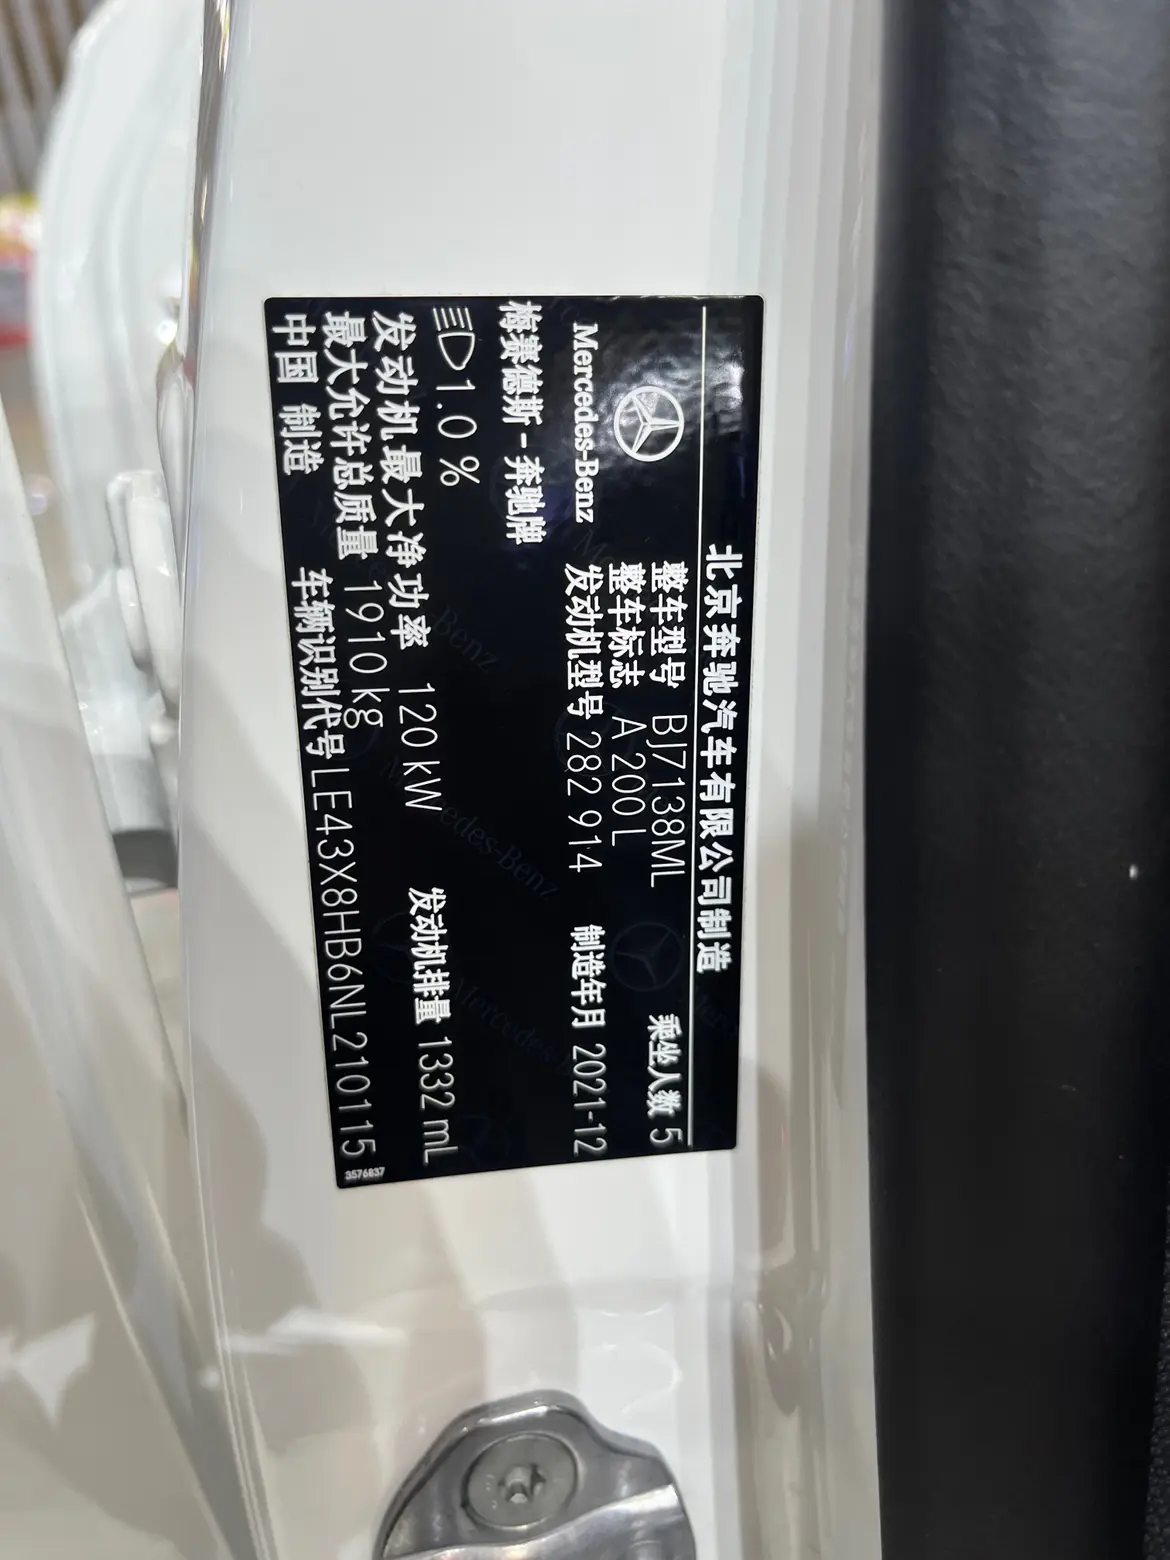 北京奔驰汽车有限公司制造
整车型号 BJ7138ML 乘坐人数 5
整车标志 A 200 L
Mercedes-Benz 发动机型号 282 914 制造年月 2021-12
梅赛德斯-奔驰牌
1.0 %
发动机最大净功率 120 kW 发动机排量 1332 mL
最大允许总质量 1910 kg
中国 制造 车辆识别代号 LE43X8HB6NL210115
3576837